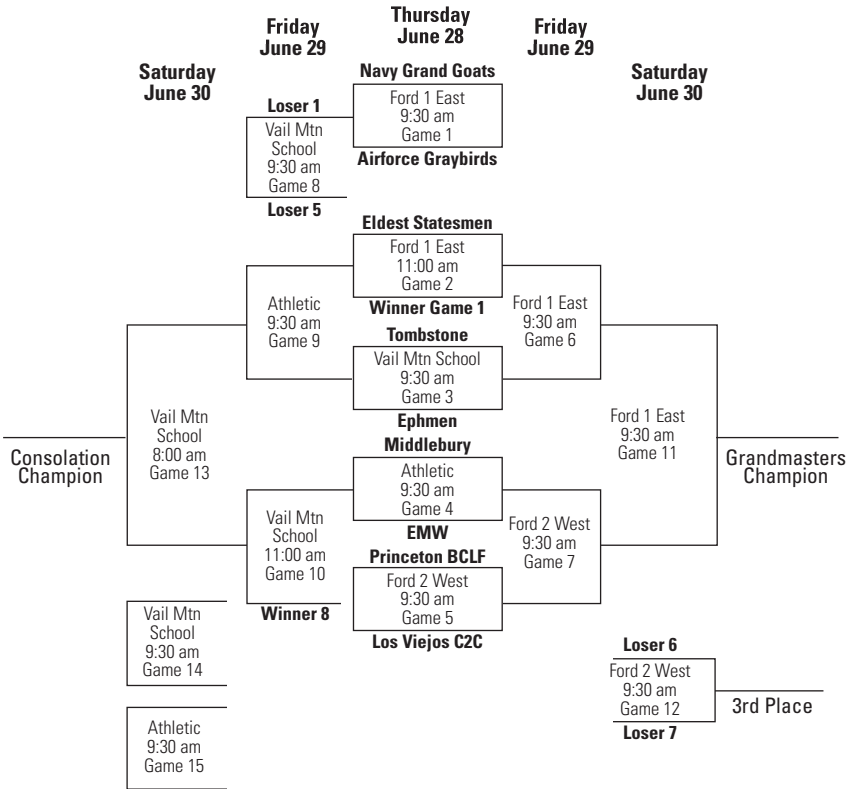 Thursday
June 28
Friday
June 29
Friday
June 29
Saturday
June 30
Saturday
June 30
Navy Grand Goats
Ford 1 East
9:30 am
Game 1
Airforce Graybirds
Loser 1
Vail Mtn
School
9:30 am
Game 8
Loser 5
Eldest Statesmen
Ford 1 East
11:00 am
Game 2
Winner Game 1
Athletic
9:30 am
Game 9
Ford 1 East
9:30 am
Game 6
Tombstone
Vail Mtn School
9:30 am
Game 3
Ephmen
Vail Mtn
School
8:00 am
Game 13
Ford 1 East
9:30 am
Game 11
Consolation
Champion
Grandmasters
Champion
Middlebury
Athletic
9:30 am
Game 4
EMW
Vail Mtn
School
11:00 am
Game 10
Winner 8
Ford 2 West
9:30 am
Game 7
Princeton BCLF
Ford 2 West
9:30 am
Game 5
Los Viejos C2C
Vail Mtn
School
9:30 am
Game 14
Loser 6
Ford 2 West
9:30 am
Game 12
Loser 7
3rd Place
Athletic
9:30 am
Game 15